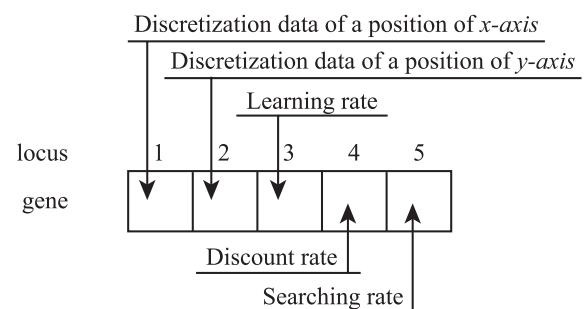 Discretization data of a position of x-axis
Discretization data of a position of y-axis
Learning rate
locus 1 2 3 4 5
gene
Discount rate
Searching rate